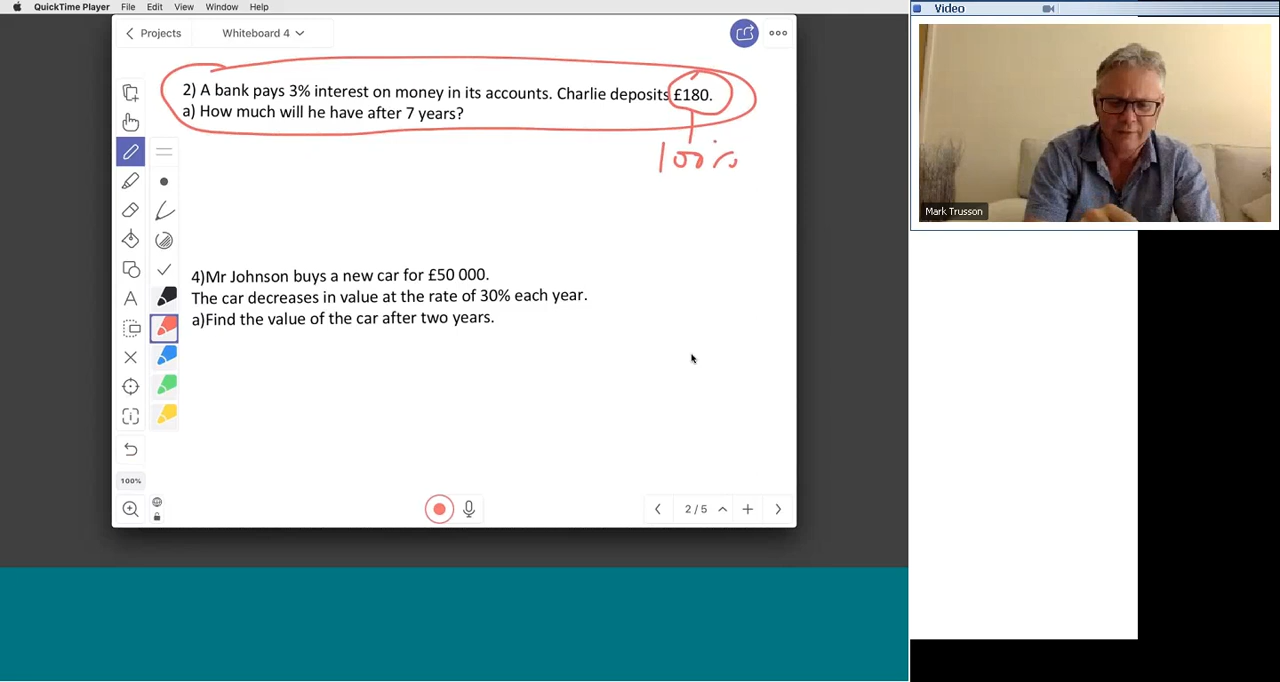 QuickTime Player File Edit View Window Help
Video
Projects
Whiteboard 4
2) A bank pays 3% interest on money in its accounts. Charlie deposits £180.
a) How much will he have after 7 years?
100%
Mark Trusson
4)Mr Johnson buys a new car for £50 000.
The car decreases in value at the rate of 30% each year.
a)Find the value of the car after two years.
A
100%
2 / 5